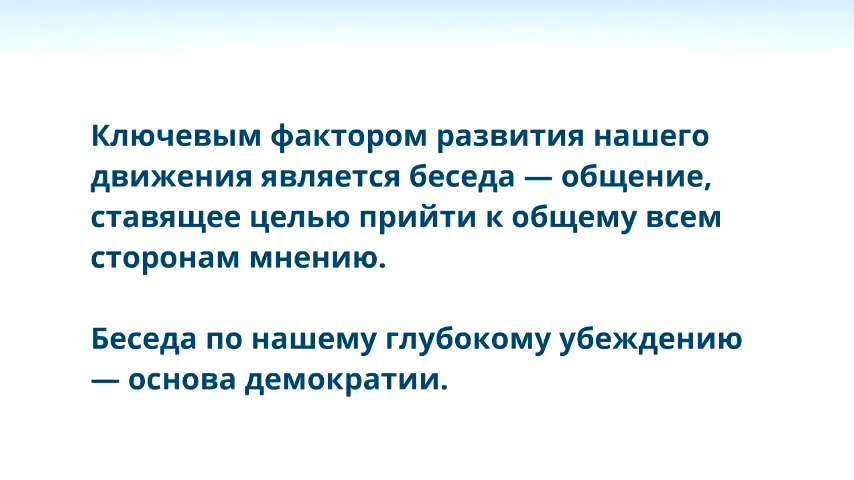 Ключевым фактором развития нашего
движения является беседа — общение,
ставящее целью прийти к общему всем
сторонам мнению.
Беседа по нашему глубокому убеждению
— основа демократии.